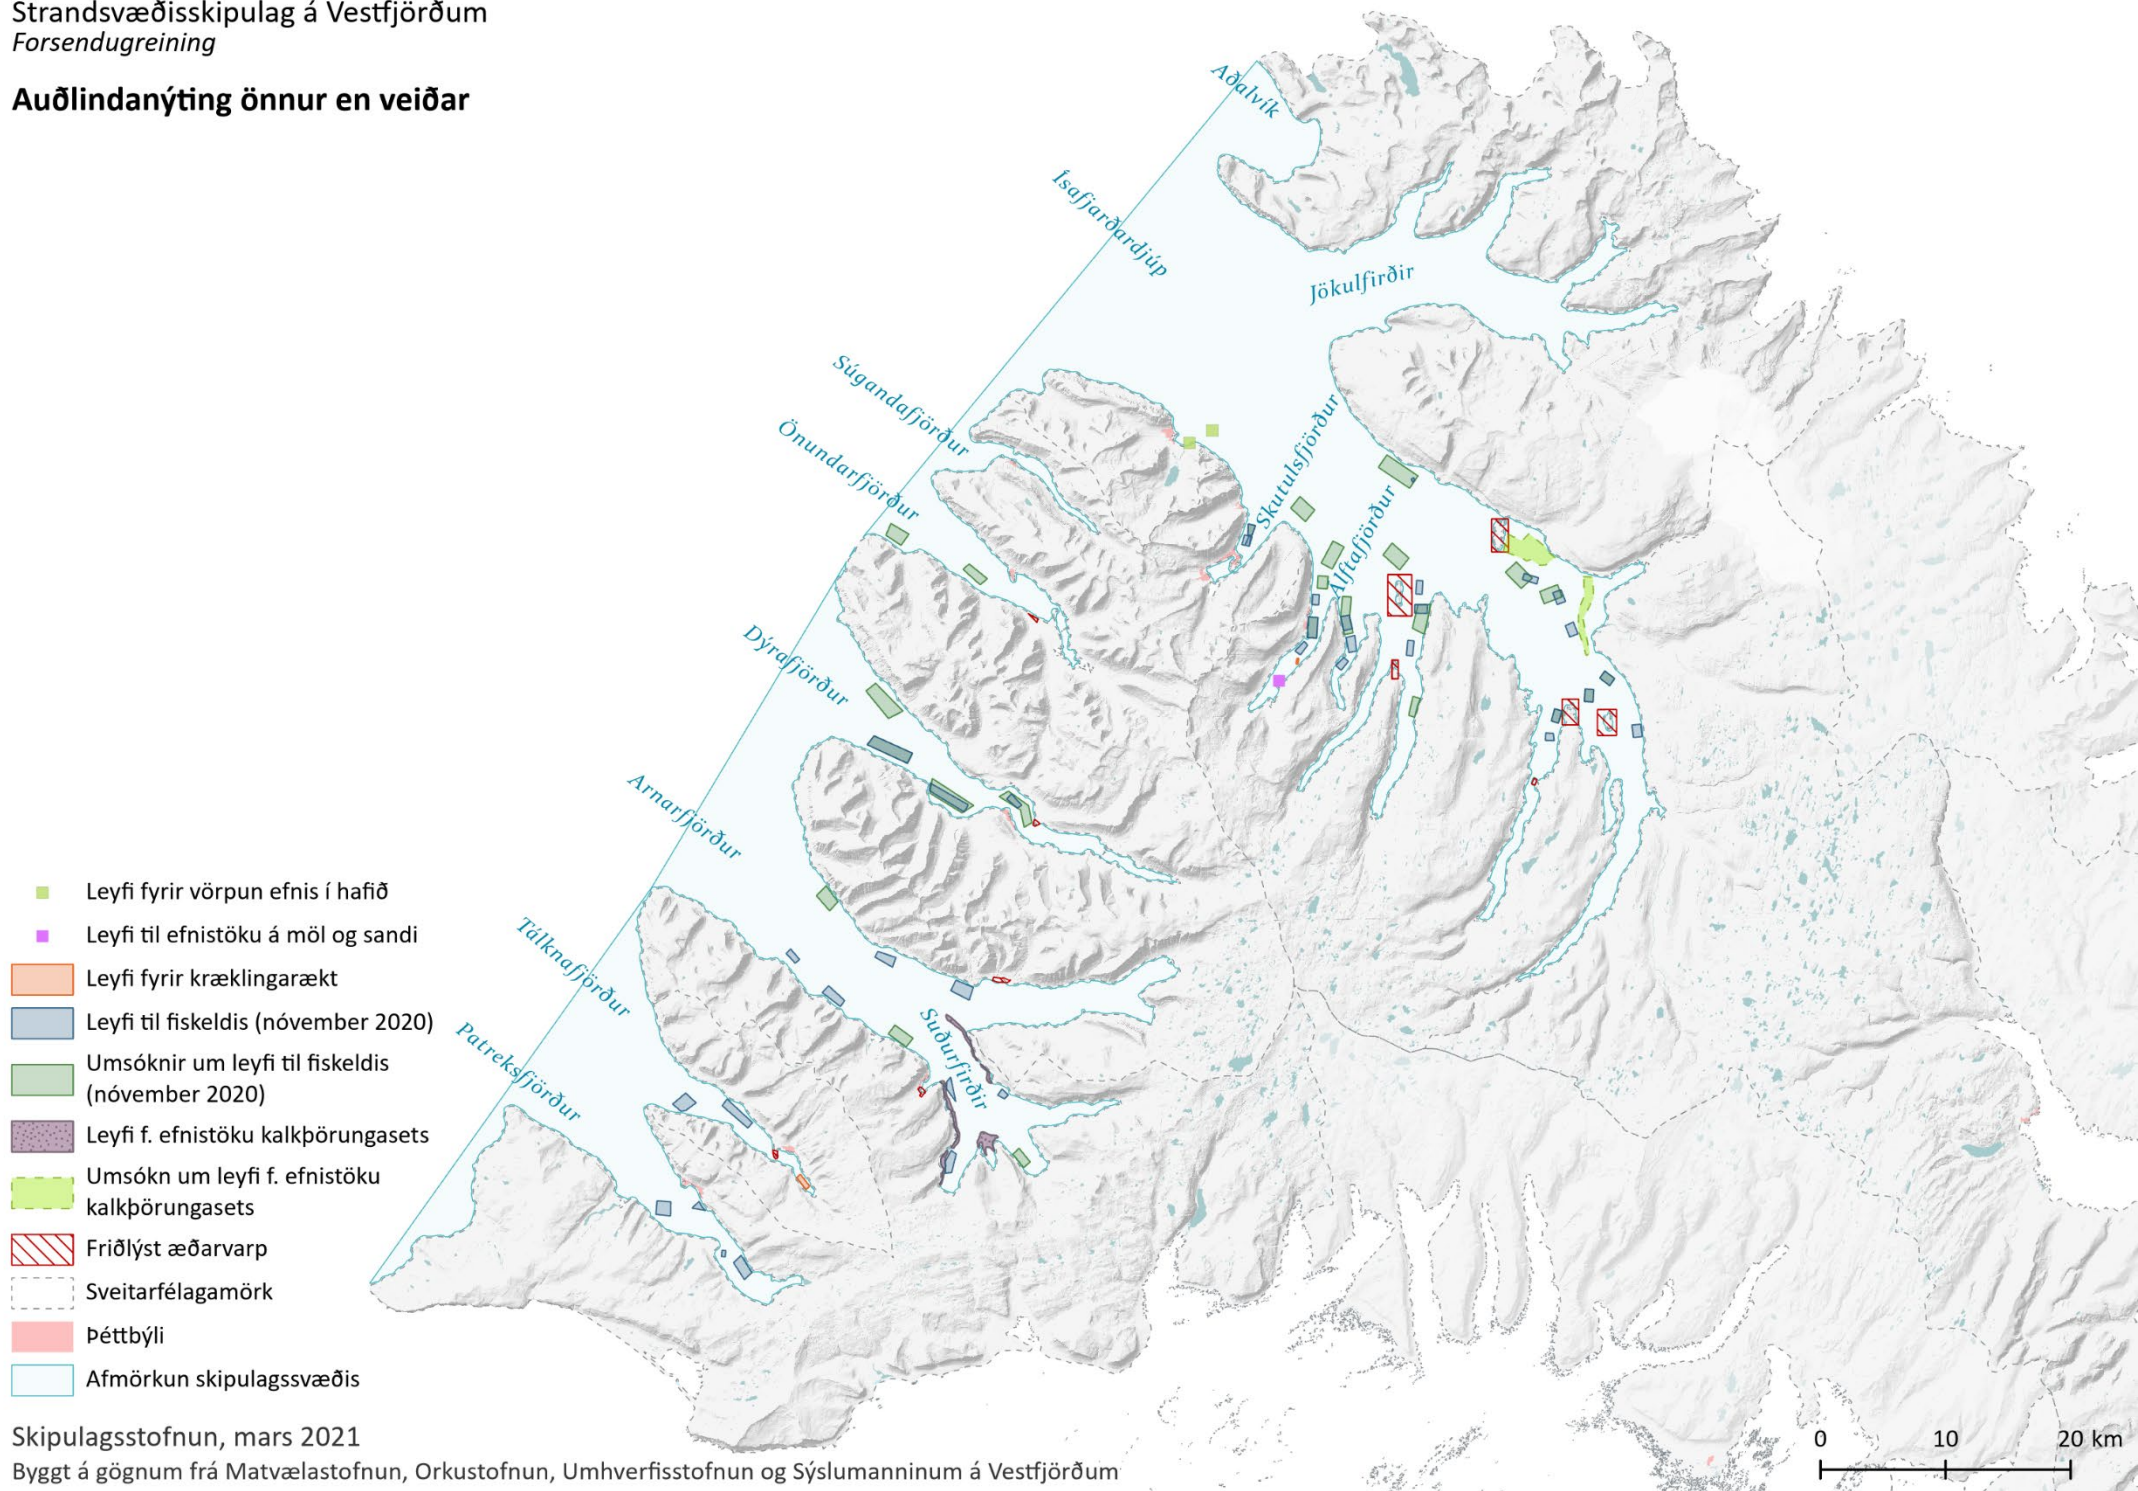 Strandsvæðisskipulag á Vestfjörðum
Forsendugreining
Auðlindanýting önnur en veiðar
Aðalvík
Ísafjarðardjúp
Jökulfirðir
Súgandafjörður
Önundarfjörður
Skutulsfjörður
Álftafjörður
Dýrafjörður
Arnarfjörður
Tálknafjörður
Suðurfirðir
Patreksfjörður
Leyfi fyrir vörpun efnis í hafið
Leyfi til efnistöku á möl og sandi
Leyfi fyrir kræklingarækt
Leyfi til fiskeldis (nóvember 2020)
Umsóknir um leyfi til fiskeldis
(nóvember 2020)
Leyfi f. efnistöku kalkþörungasets
Umsókn um leyfi f. efnistöku
kalkþörungasets
Friðlýst æðarvarp
Sveitarfélagamörk
Þéttbýli
Afmörkun skipulagssvæðis
Skipulagsstofnun, mars 2021
Byggt á gögnum frá Matvælastofnun, Orkustofnun, Umhverfisstofnun og Sýslumanninum á Vestfjörðum
0 10 20 km